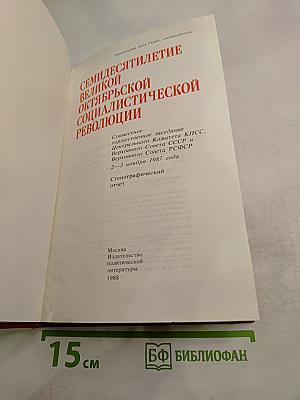 Пролетарии всех стран, соединяйтесь!
СЕМИДЕСЯТИЛЕТИЕ
ВЕЛИКОЙ
ОКТЯБРЬСКОЙ
СОЦИАЛИСТИЧЕСКОЙ
РЕВОЛЮЦИИ
Совместное
торжественное заседание
Центрального Комитета КПСС,
Верховного Совета СССР и
Верховного Совета РСФСР
2—3 ноября 1987 года
Стенографический
отчет
Москва
Издательство
политической
литературы
1988
15 см
БФ БИБЛИОФАН